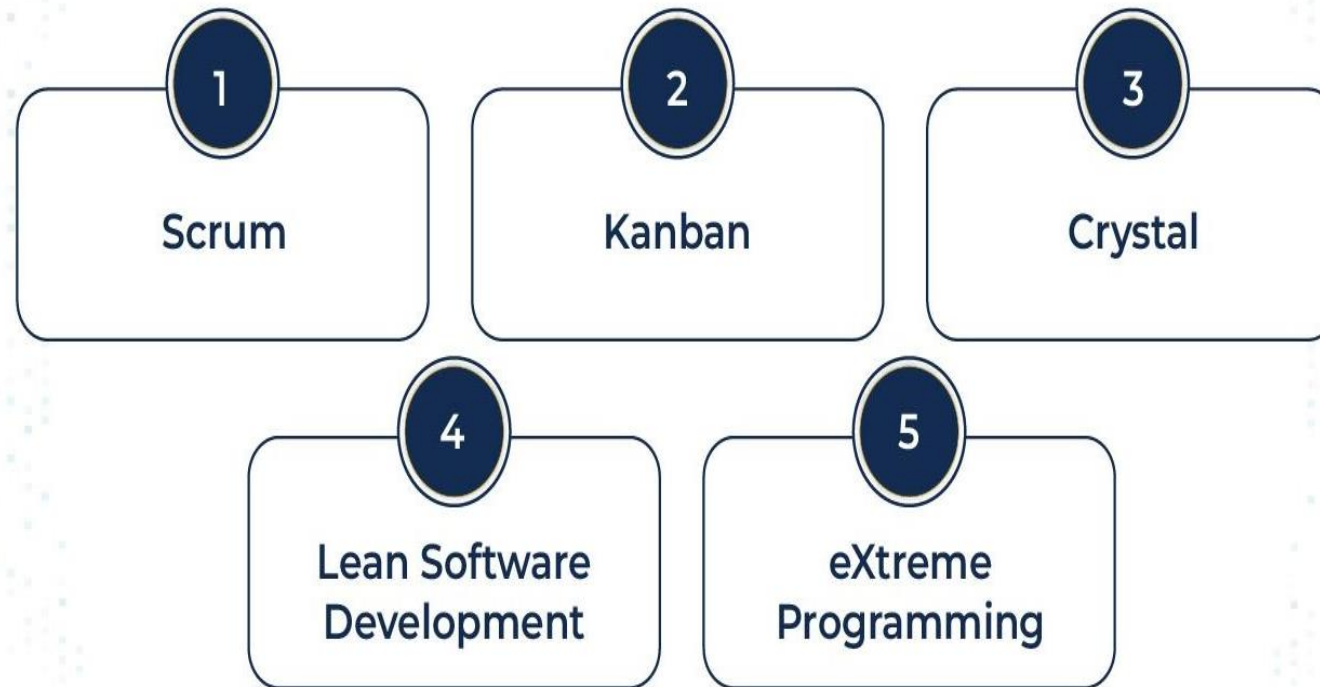 1
Scrum
2
Kanban
3
Crystal
4
Lean Software
Development
5
eXtreme
Programming